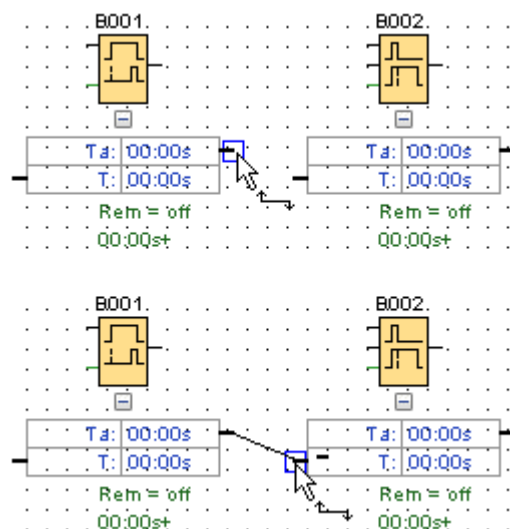 B001 B002
Ta: 00:00s Ta: 00:00s
T: 00:00s T: 00:00s
Rem = off Rem = off
00:00s+ 00:00s+
B001 B002
Ta: 00:00s Ta: 00:00s
T: 00:00s T: 00:00s
Rem = off Rem = off
00:00s+ 00:00s+